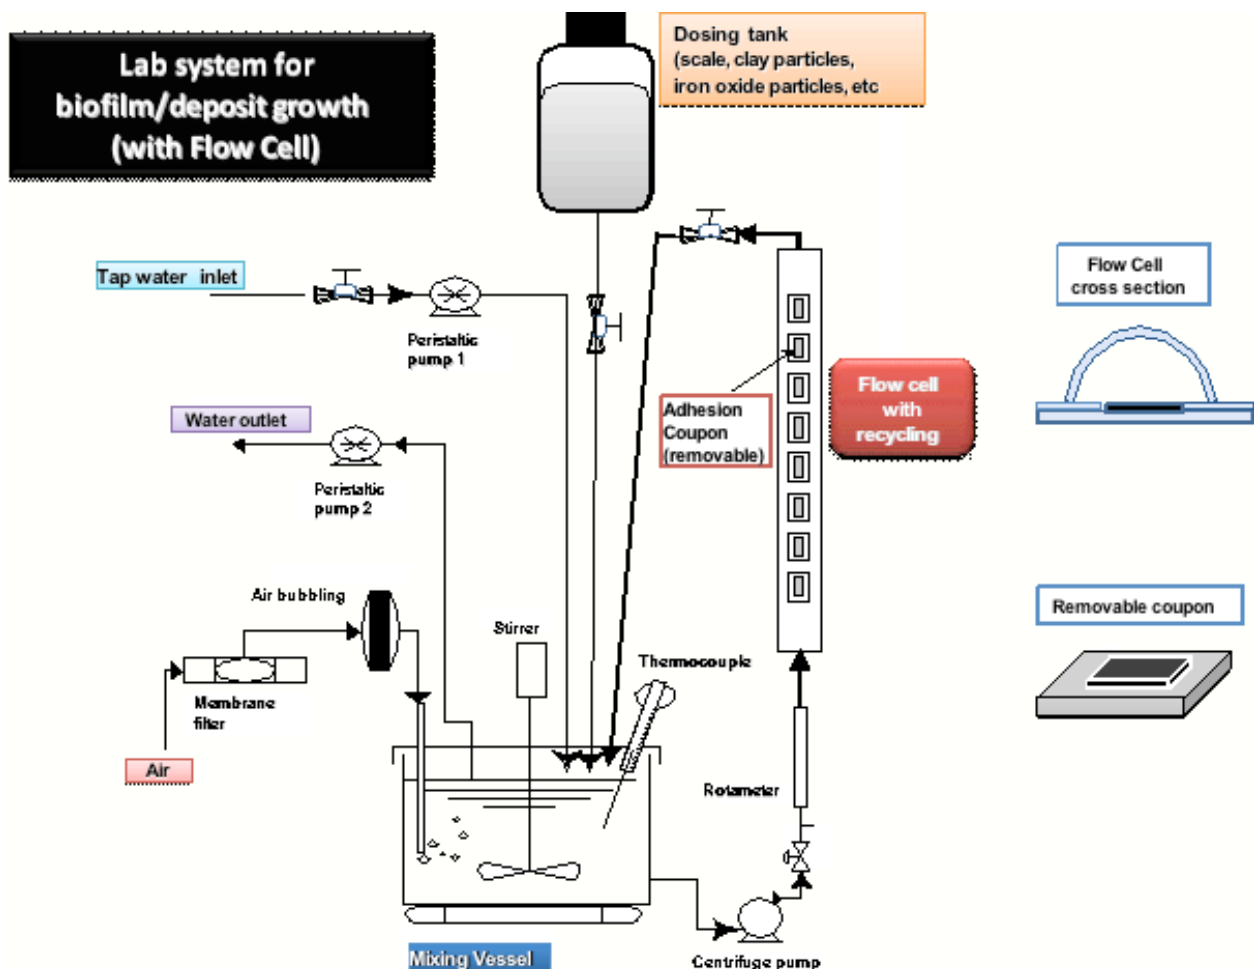 Lab system for
biofilm/deposit growth
(with Flow Cell)
Dosing tank
(scale, clay particles,
iron oxide particles, etc
Tap water inlet
Peristaltic
pump 1
Flow Cell
cross section
Adhesion
Coupon
(removable)
Flow cell
with
recycling
Water outlet
Peristaltic
pump 2
Air bubbling
Stirrer
Removable coupon
Thermocouple
Membrane
filter
Air
Rotameter
Mixing Vessel
Centrifuge pump